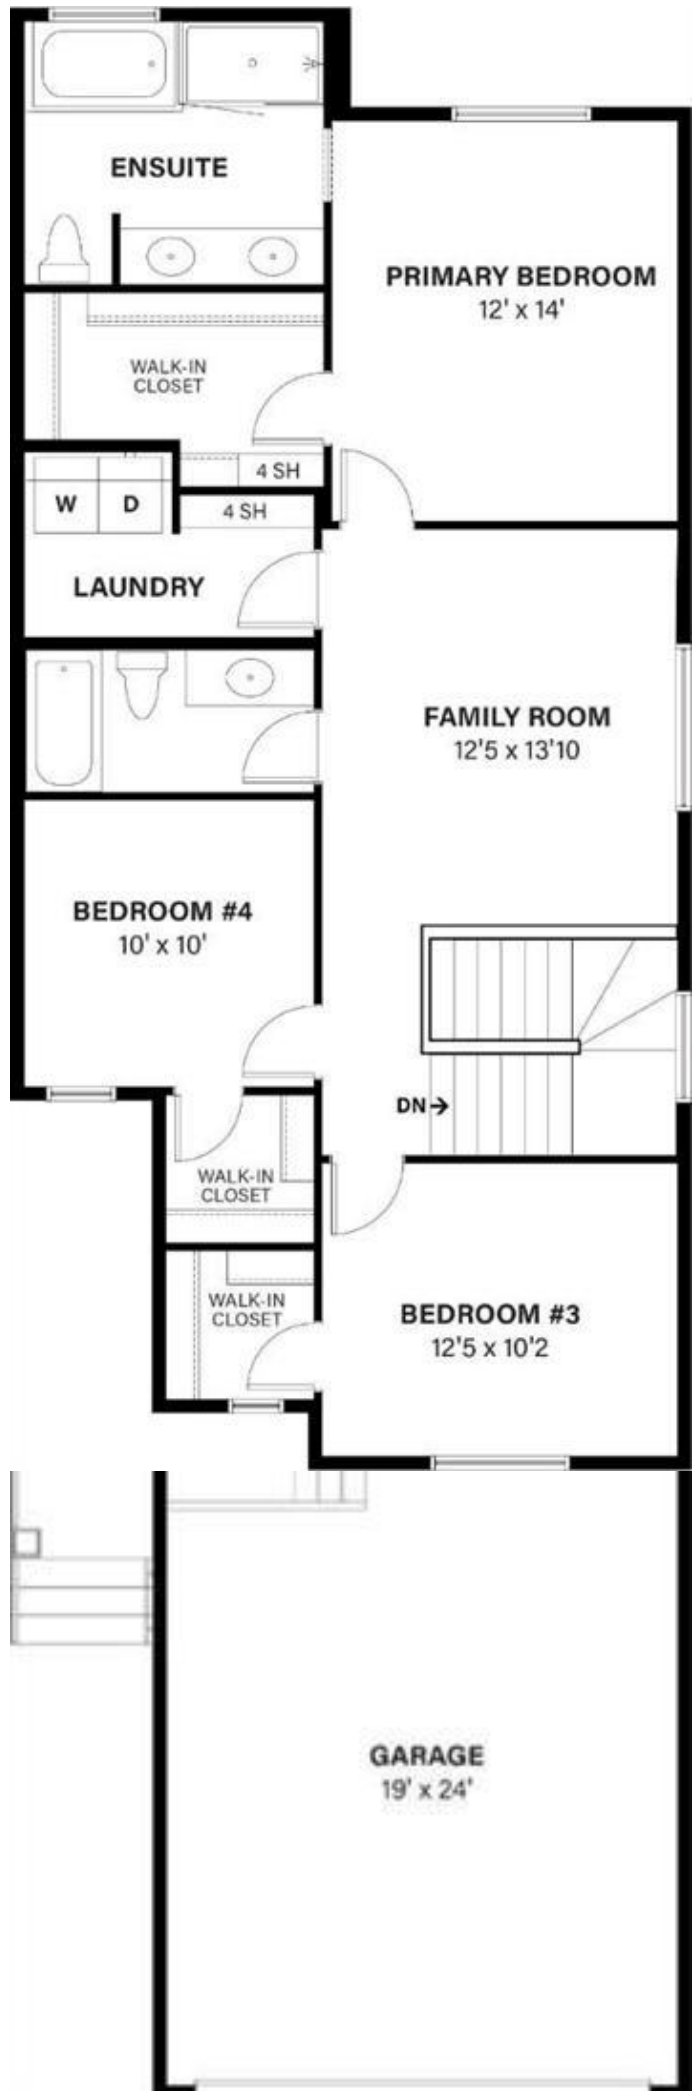 ENSUITE
PRIMARY BEDROOM
12' x 14'
WALK-IN
CLOSET
4 SH
W D
4 SH
LAUNDRY
FAMILY ROOM
12'5 x 13'10
BEDROOM #4
10' x 10'
DN→
WALK-IN
CLOSET
WALK-IN
CLOSET
BEDROOM #3
12'5 x 10'2
GARAGE
19' x 24'